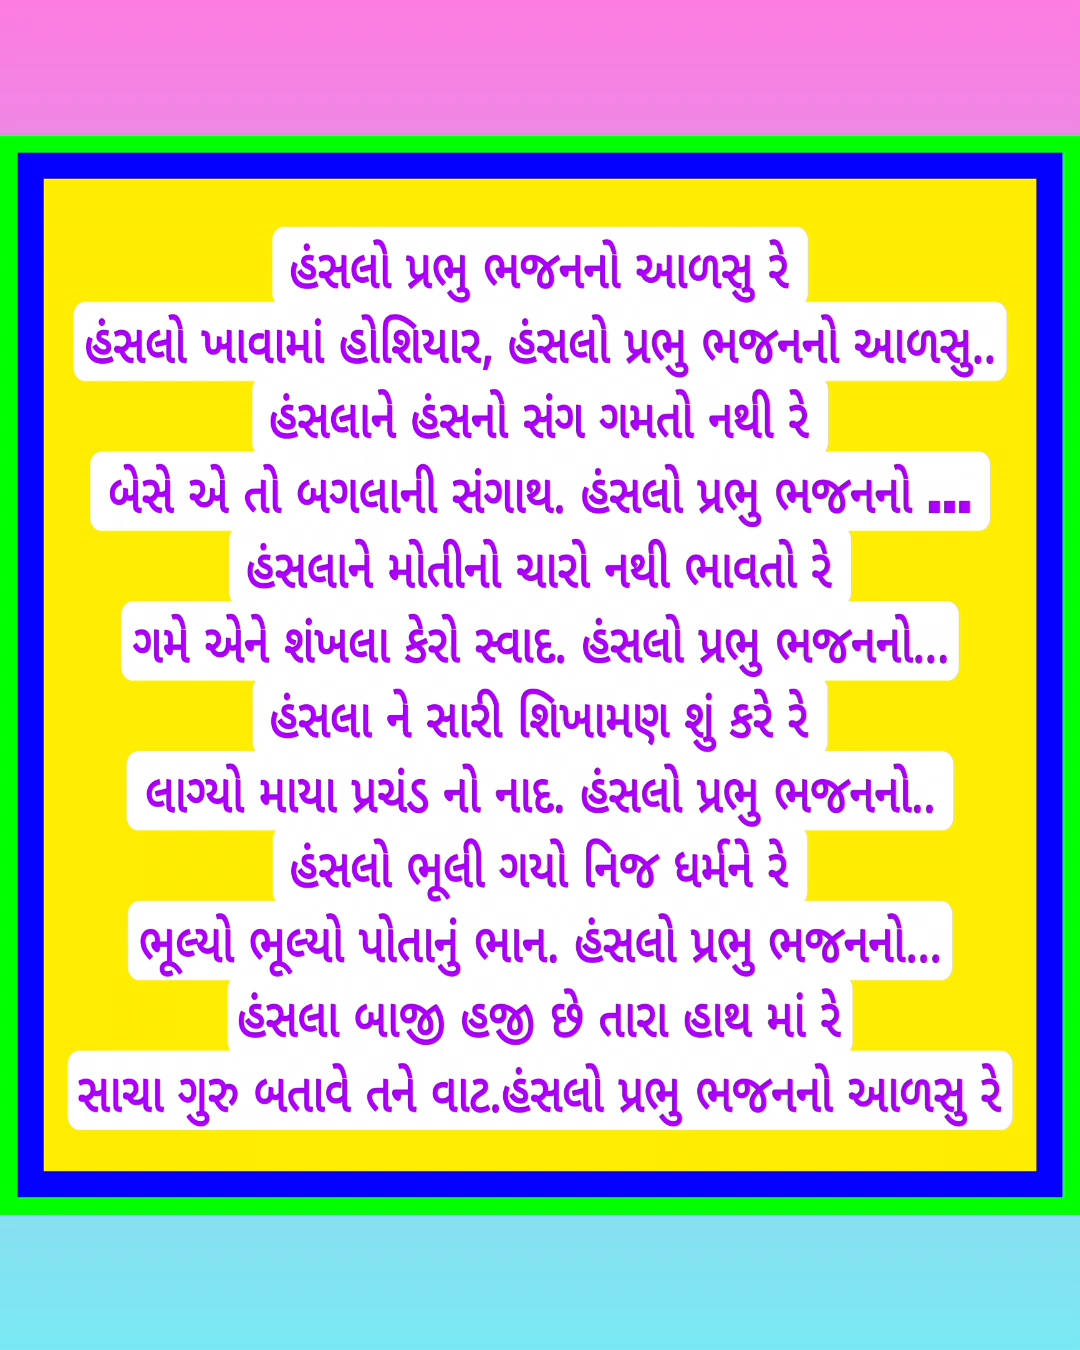 હંસલો પ્રભુ ભજનનો આળસુ રે
હંસલો ખાવામાં હોશિયાર, હંસલો પ્રભુ ભજનનો આળસુ..
હંસલાને હંસનો સંગ ગમતો નથી રે
બેસે એ તો બગલાની સંગાથ. હંસલો પ્રભુ ભજનનો ...
હંસલાને મોતીનો ચારો નથી ભાવતો રે
ગમે એને શંખલા કેરો સ્વાદ. હંસલો પ્રભુ ભજનનો...
હંસલા ને સારી શિખામણ શું કરે રે
લાગ્યો માયા પ્રચંડ નો નાદ. હંસલો પ્રભુ ભજનનો..
હંસલો ભૂલી ગયો નિજ ધર્મને રે
ભૂલ્યો ભૂલ્યો પોતાનું ભાન. હંસલો પ્રભુ ભજનનો...
હંસલા બાજી હજી છે તારા હાથ માં રે
સાચા ગુરુ બતાવે તને વાટ.હંસલો પ્રભુ ભજનનો આળસુ રે